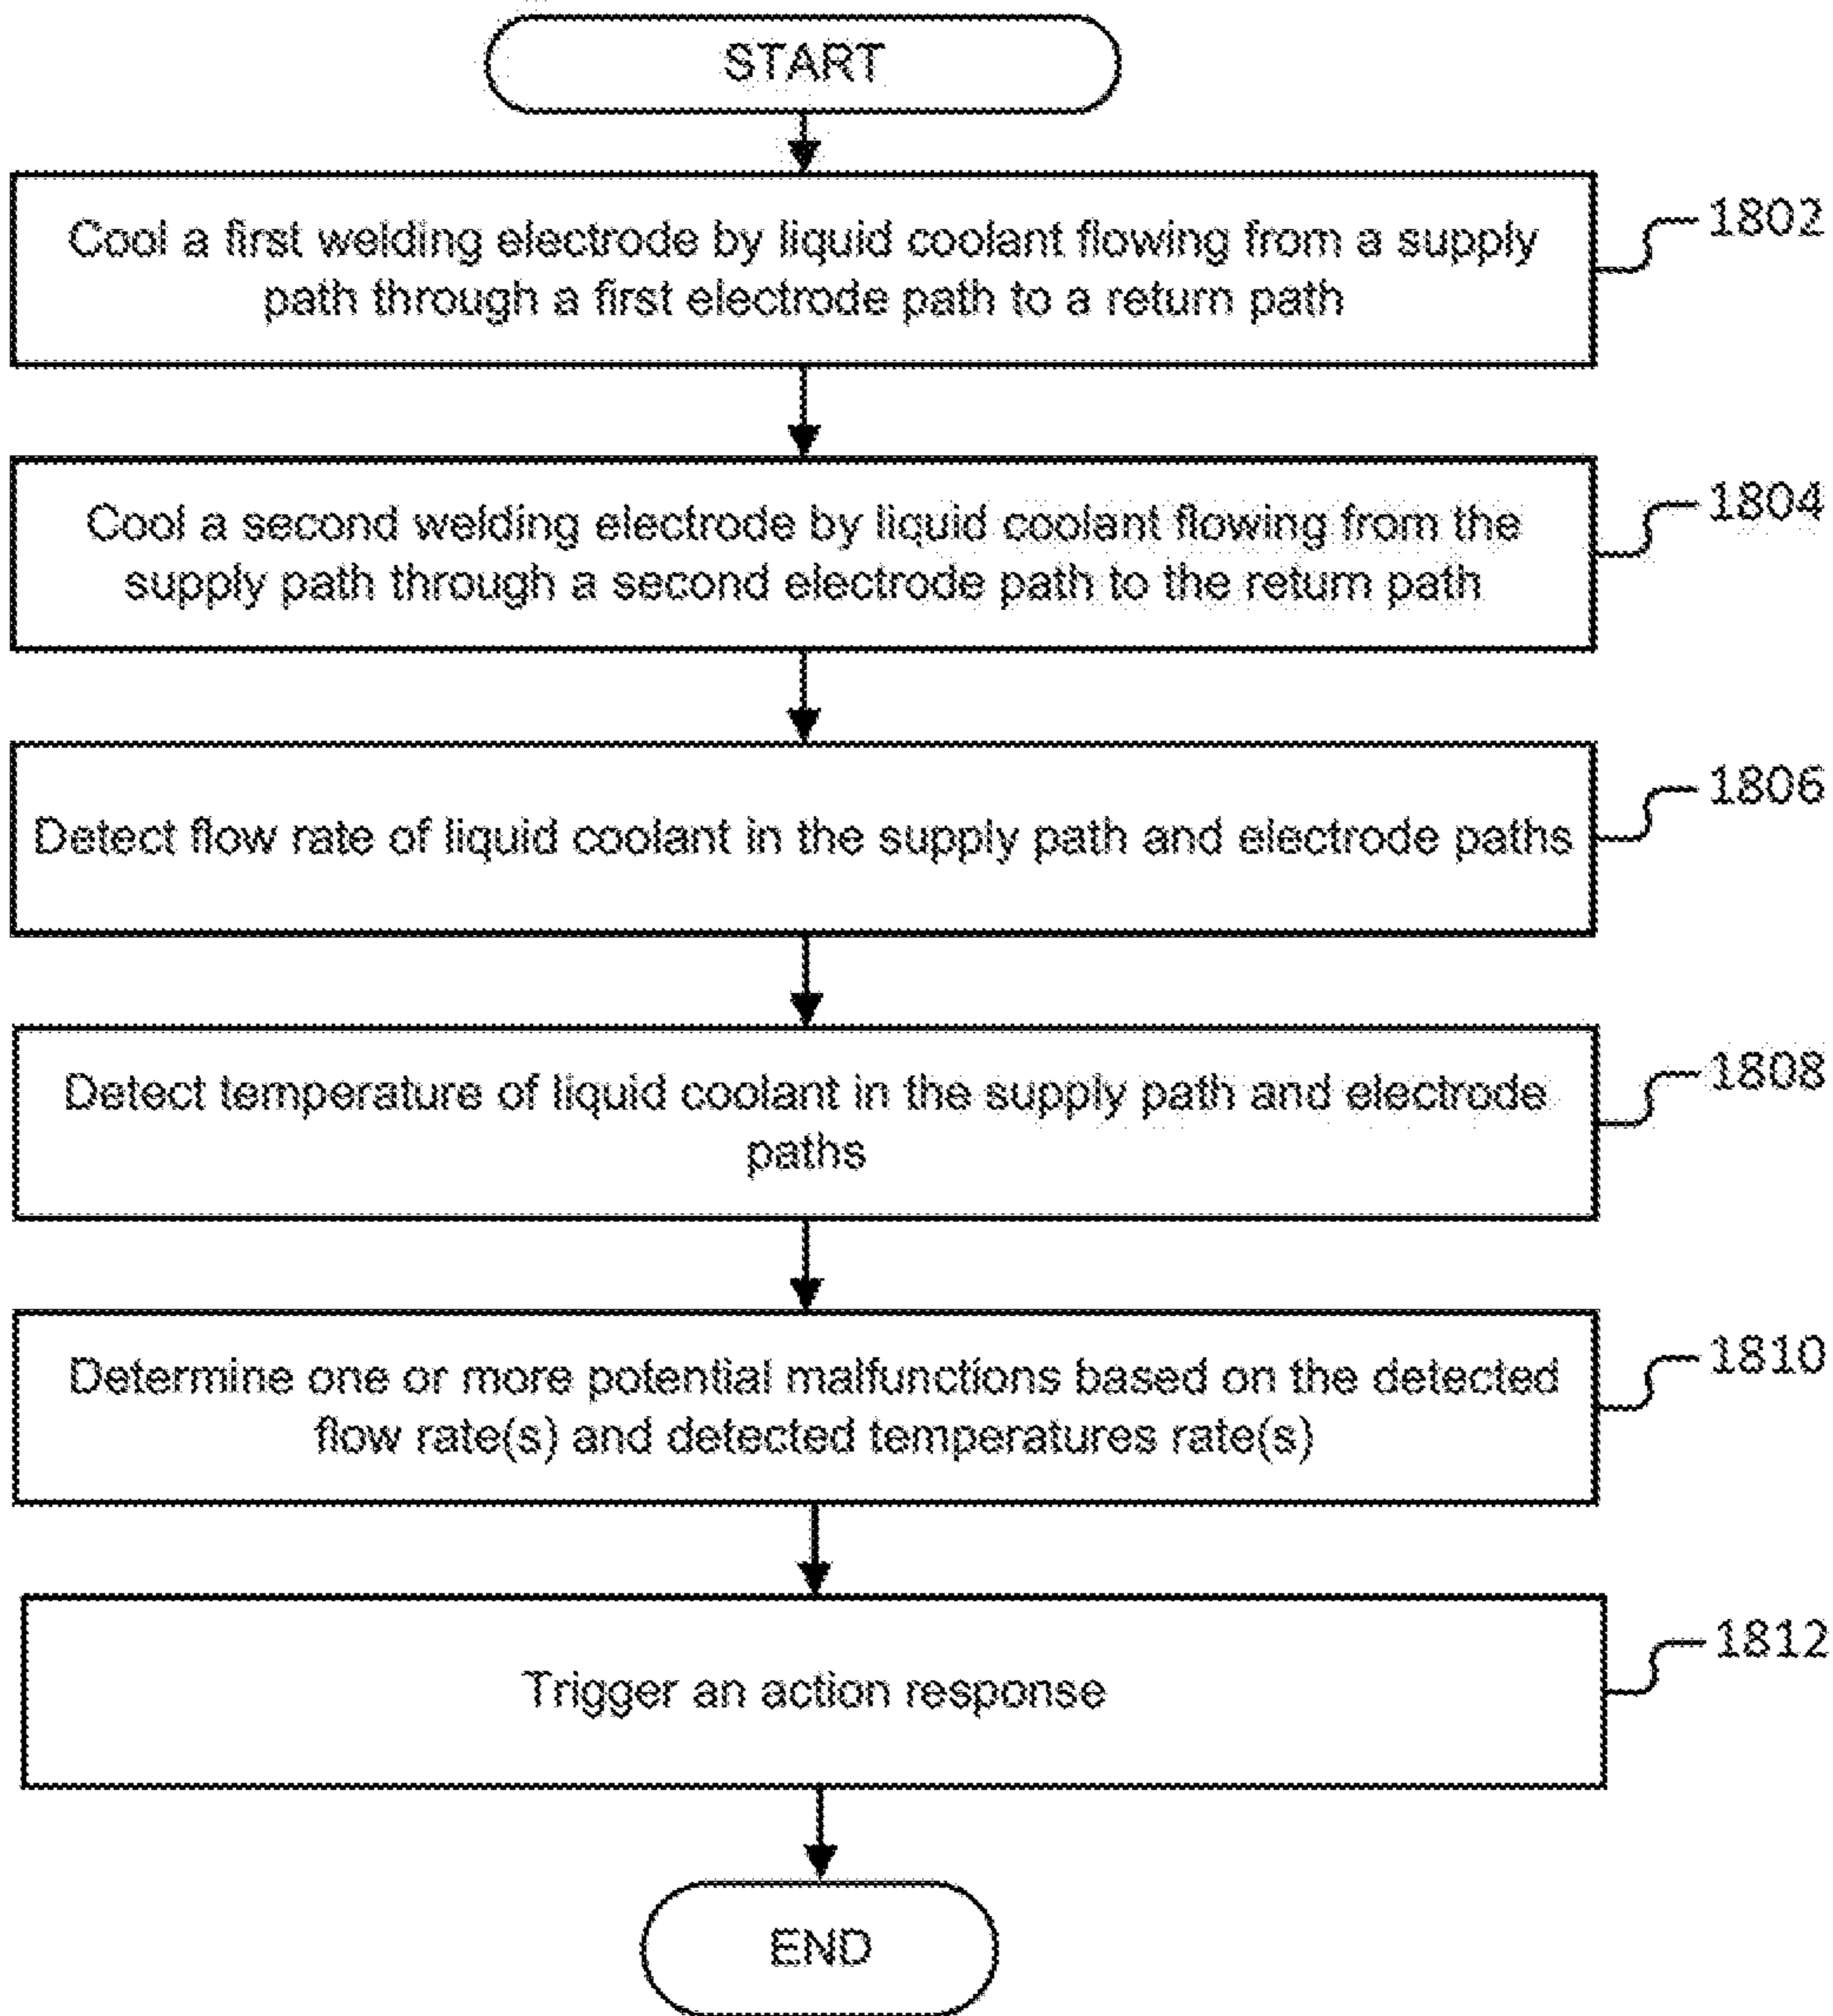 START
Cool a first welding electrode by liquid coolant flowing from a supply
path through a first electrode path to a return path
1802
Cool a second welding electrode by liquid coolant flowing from the
supply path through a second electrode path to the return path
1804
Detect flow rate of liquid coolant in the supply path and electrode paths
1806
Detect temperature of liquid coolant in the supply path and electrode
paths
1808
Determine one or more potential malfunctions based on the detected
flow rate(s) and detected temperatures rate(s)
1810
Trigger an action response
1812
END